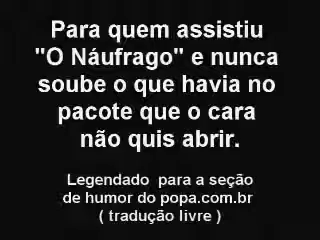 Para quem assistiu
"O Náufrago" e nunca
soube o que havia no
pacote que o cara
não quis abrir.
Legendado para a seção
de humor do popa.com.br
( tradução livre )